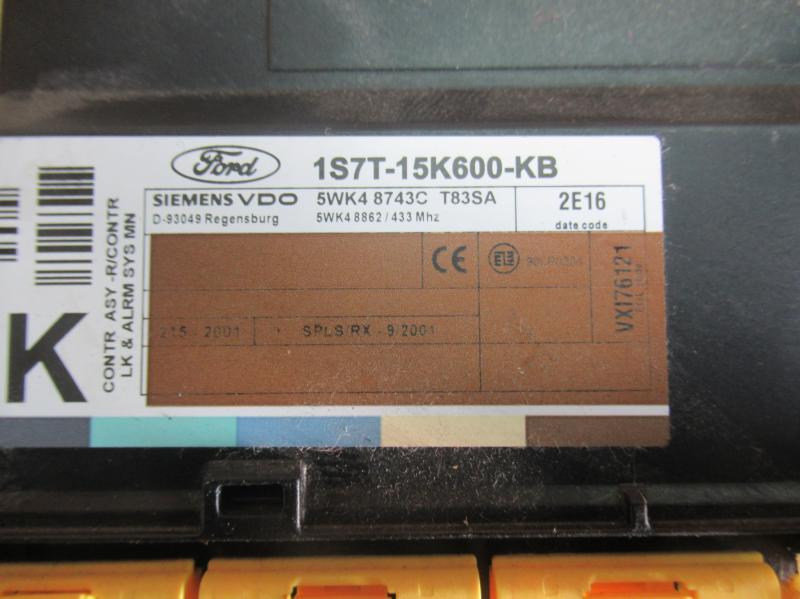 Ford
1S7T-15K600-KB
SIEMENS VDO
D-93049 Regensburg
5WK4 8743C T83SA
5WK4 8862/433 Mhz
2E16
date code
CONTR ASY -R/CONTR
LK & ALRM SYS MN
K
CE
VXI76121
215 - 2001
SPLS/RX - 9/2001